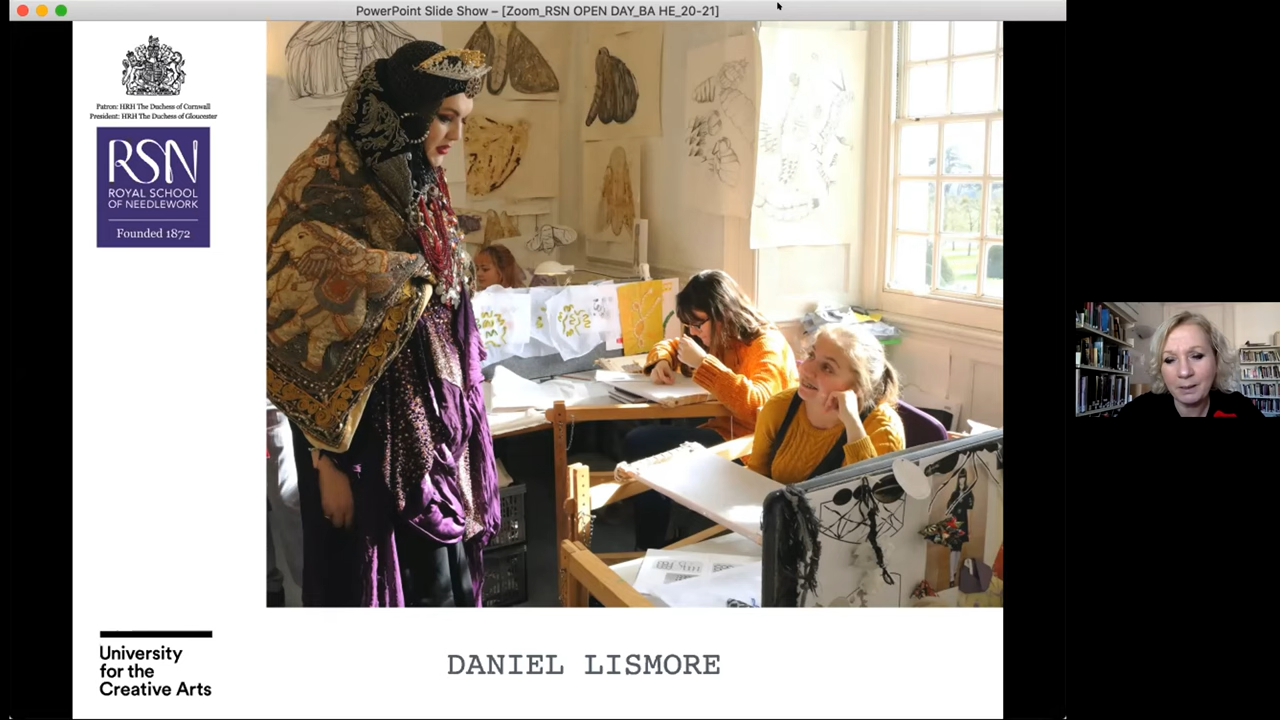 PowerPoint Slide Show – [Zoom_RSN OPEN DAY_BA HE_20-21]
Patron: HRH The Duchess of Cornwall
President: HRH The Duchess of Gloucester
RSN
ROYAL SCHOOL
OF NEEDLEWORK
Founded 1872
University
for the
Creative Arts
DANIEL LISMORE